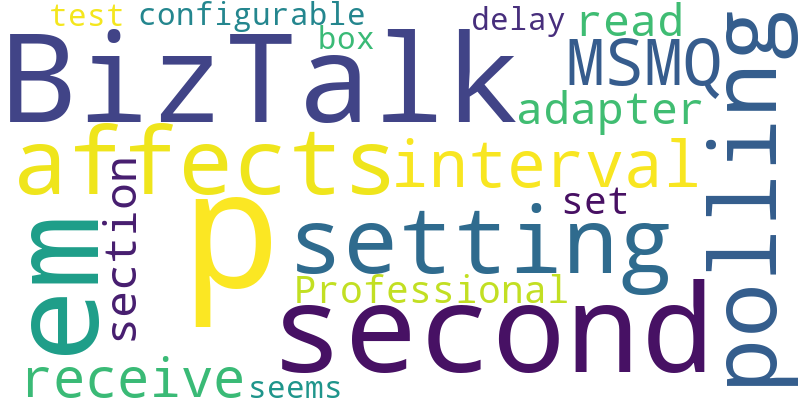 test
configurable
delay
read
box
BizTalk
MSMQ
adapter
affects
interval
polling
section
p
set
em
setting
Professional
second
receive
seems